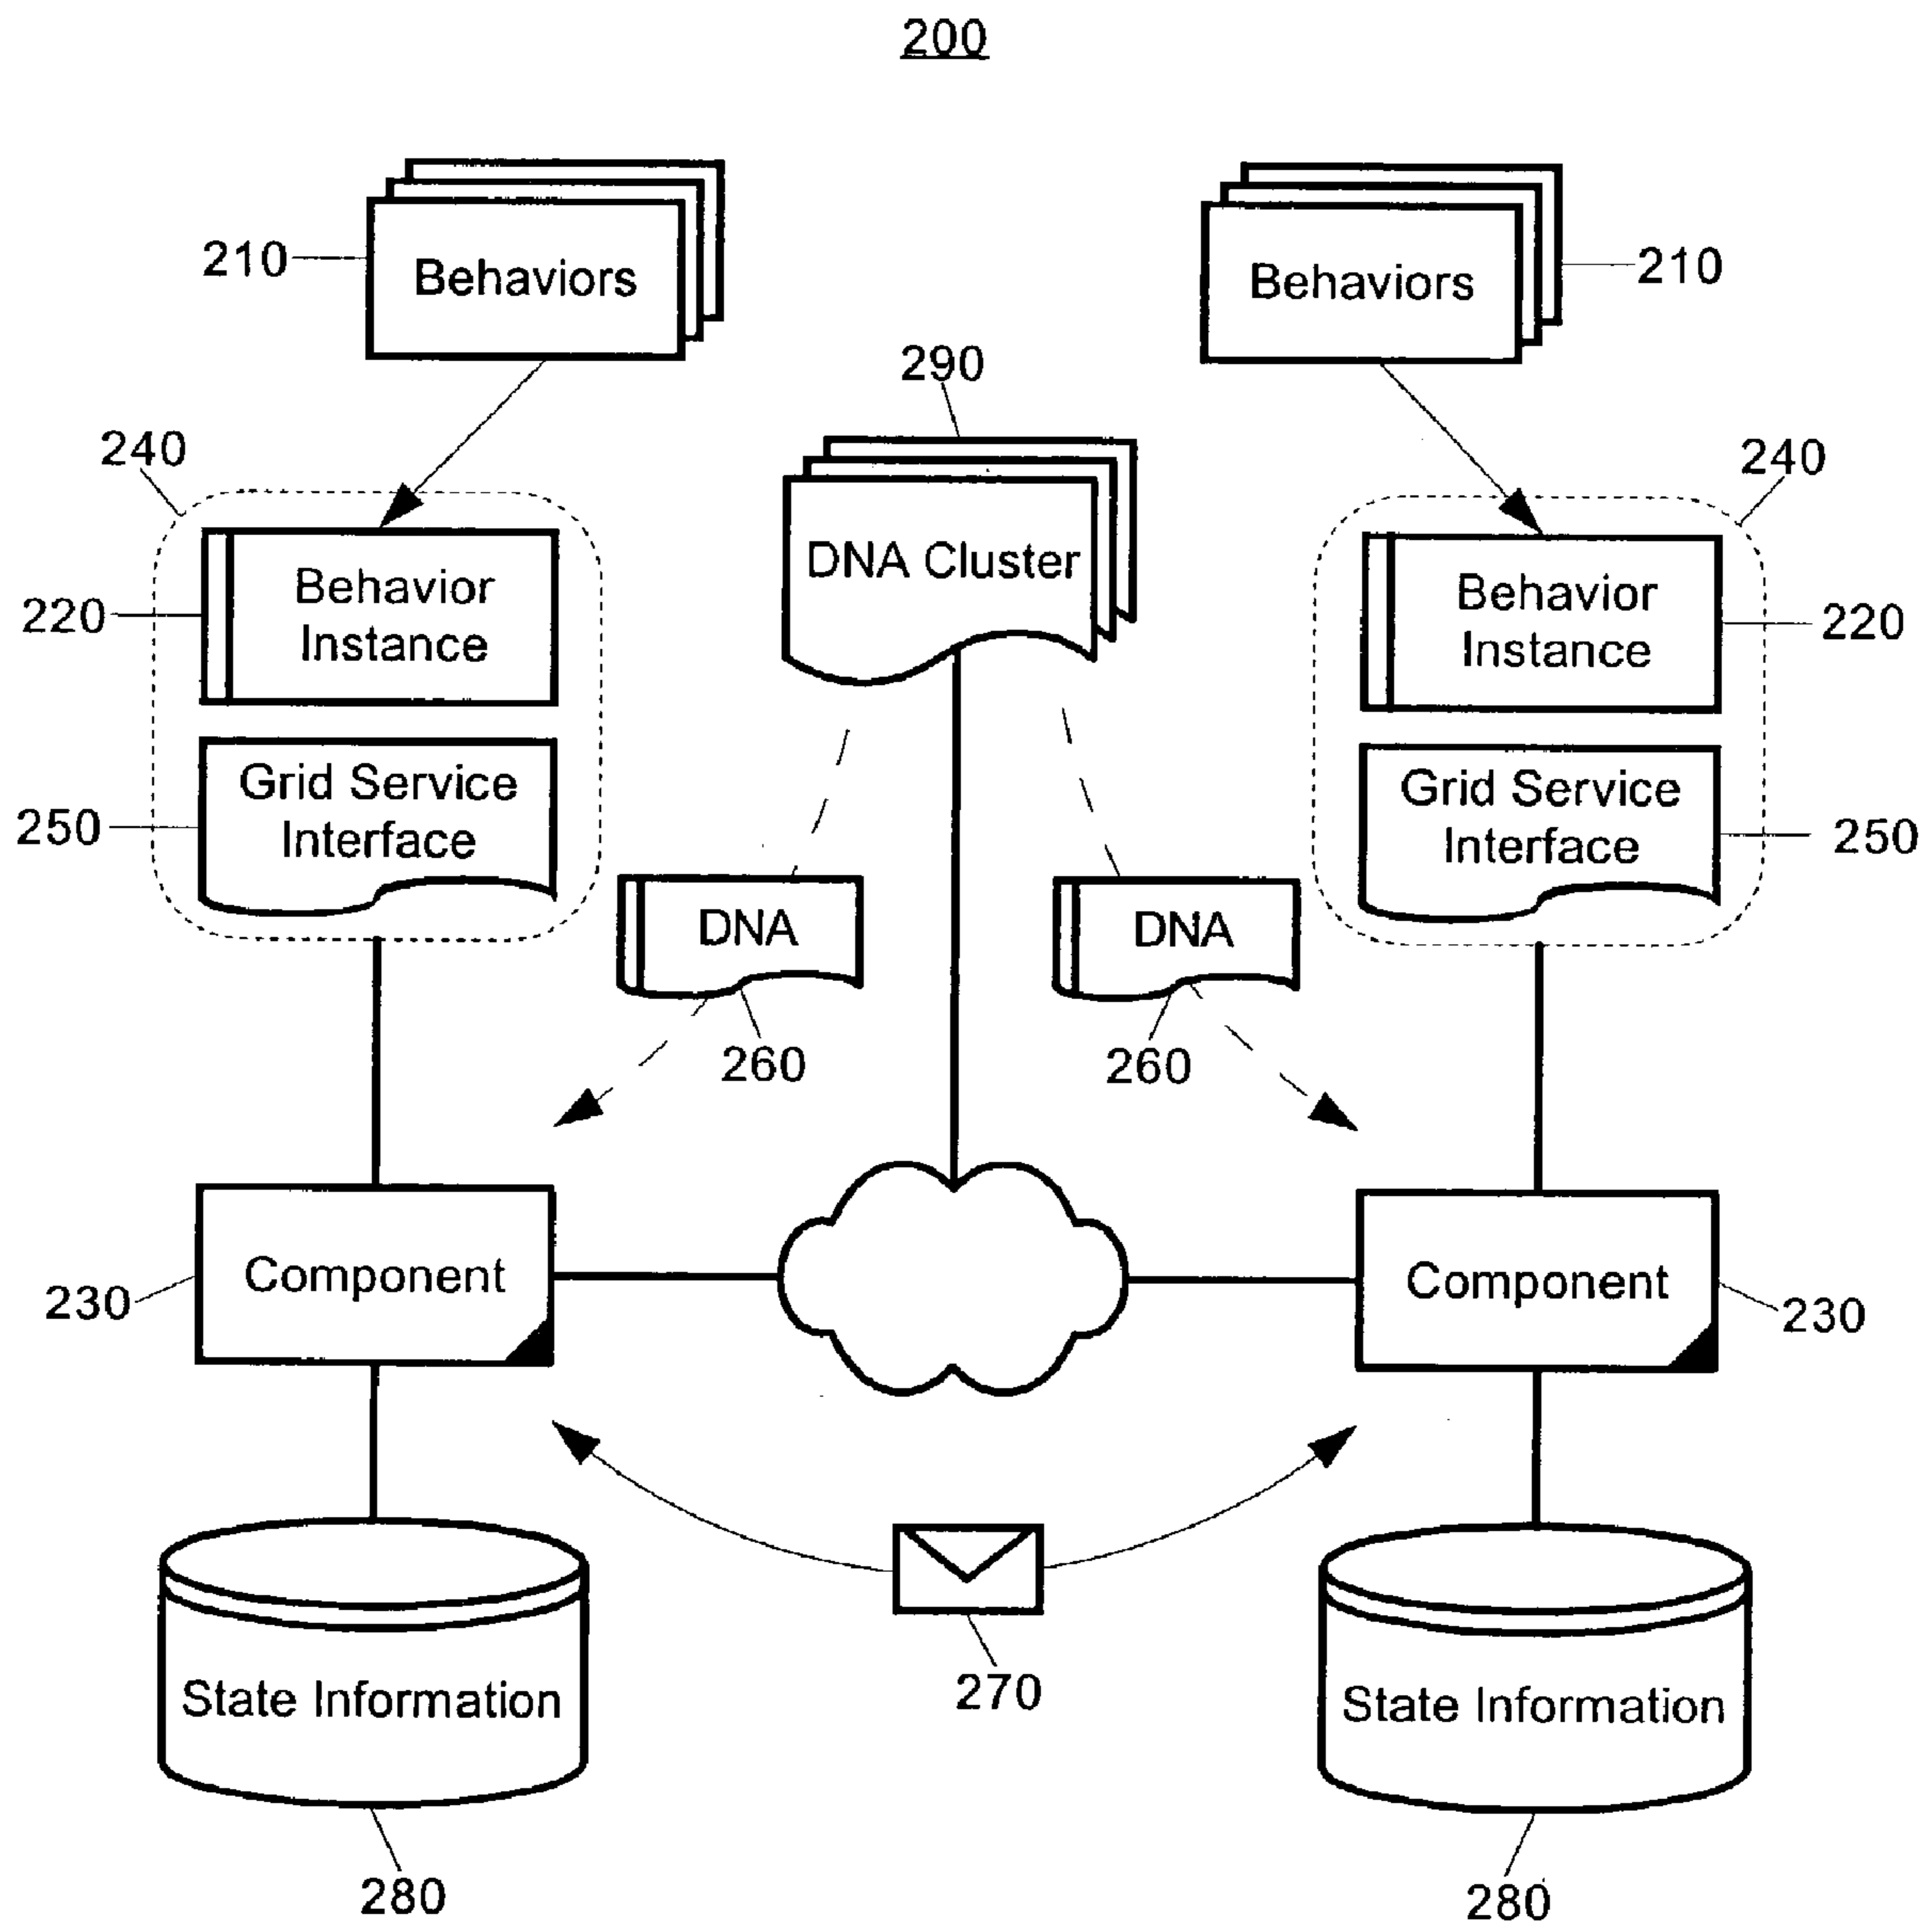 200
210
Behaviors
Behaviors
210
290
240
240
DNA Cluster
220
Behavior
Instance
Behavior
Instance
220
250
Grid Service
Interface
Grid Service
Interface
250
DNA
DNA
260
260
230
Component
Component
230
270
State Information
State Information
280
280